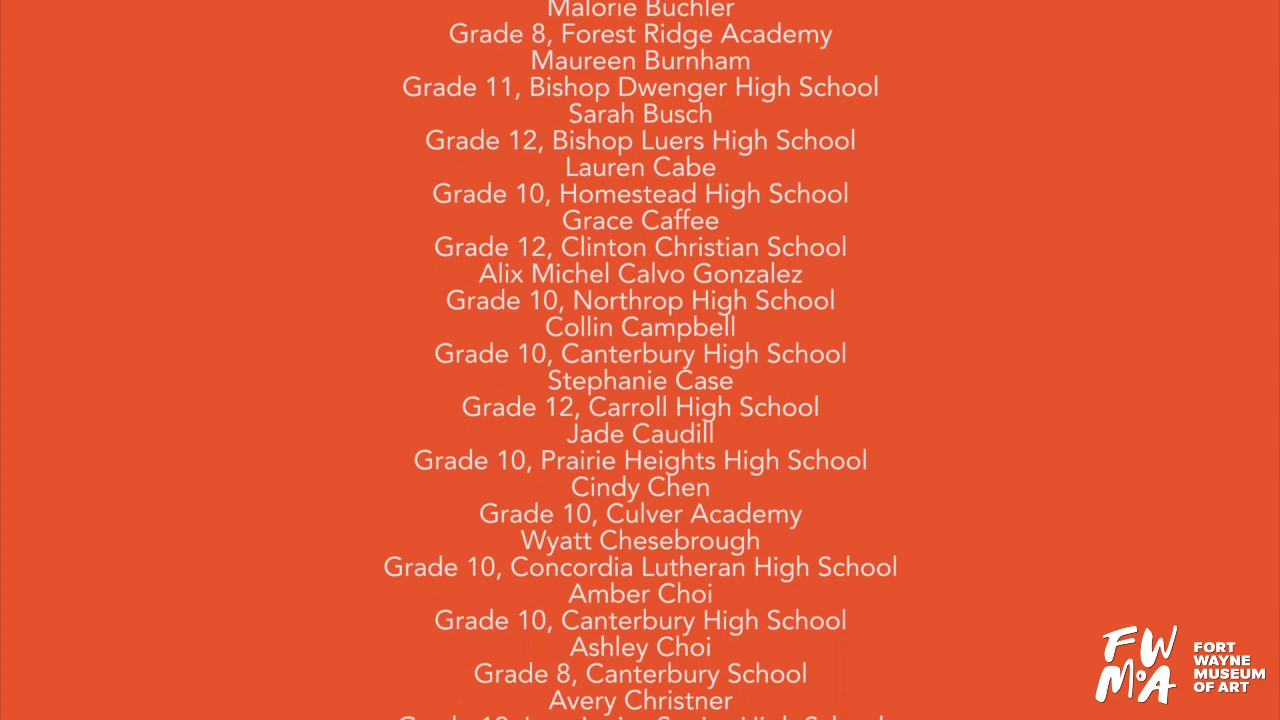 Malorie Buchler
Grade 8, Forest Ridge Academy
Maureen Burnham
Grade 11, Bishop Dwenger High School
Sarah Busch
Grade 12, Bishop Luers High School
Lauren Cabe
Grade 10, Homestead High School
Grace Caffee
Grade 12, Clinton Christian School
Alix Michel Calvo Gonzalez
Grade 10, Northrop High School
Collin Campbell
Grade 10, Canterbury High School
Stephanie Case
Grade 12, Carroll High School
Jade Caudill
Grade 10, Prairie Heights High School
Cindy Chen
Grade 10, Culver Academy
Wyatt Chesebrough
Grade 10, Concordia Lutheran High School
Amber Choi
Grade 10, Canterbury High School
Ashley Choi
Grade 8, Canterbury School
Avery Christner
FW
MoA
FORT
WAYNE
MUSEUM
OF ART